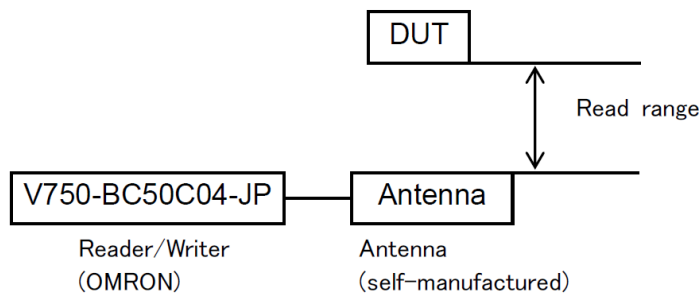 DUT
Read range
V750-BC50C04-JP
Antenna
Reader/Writer
(OMRON)
Antenna
(self-manufactured)